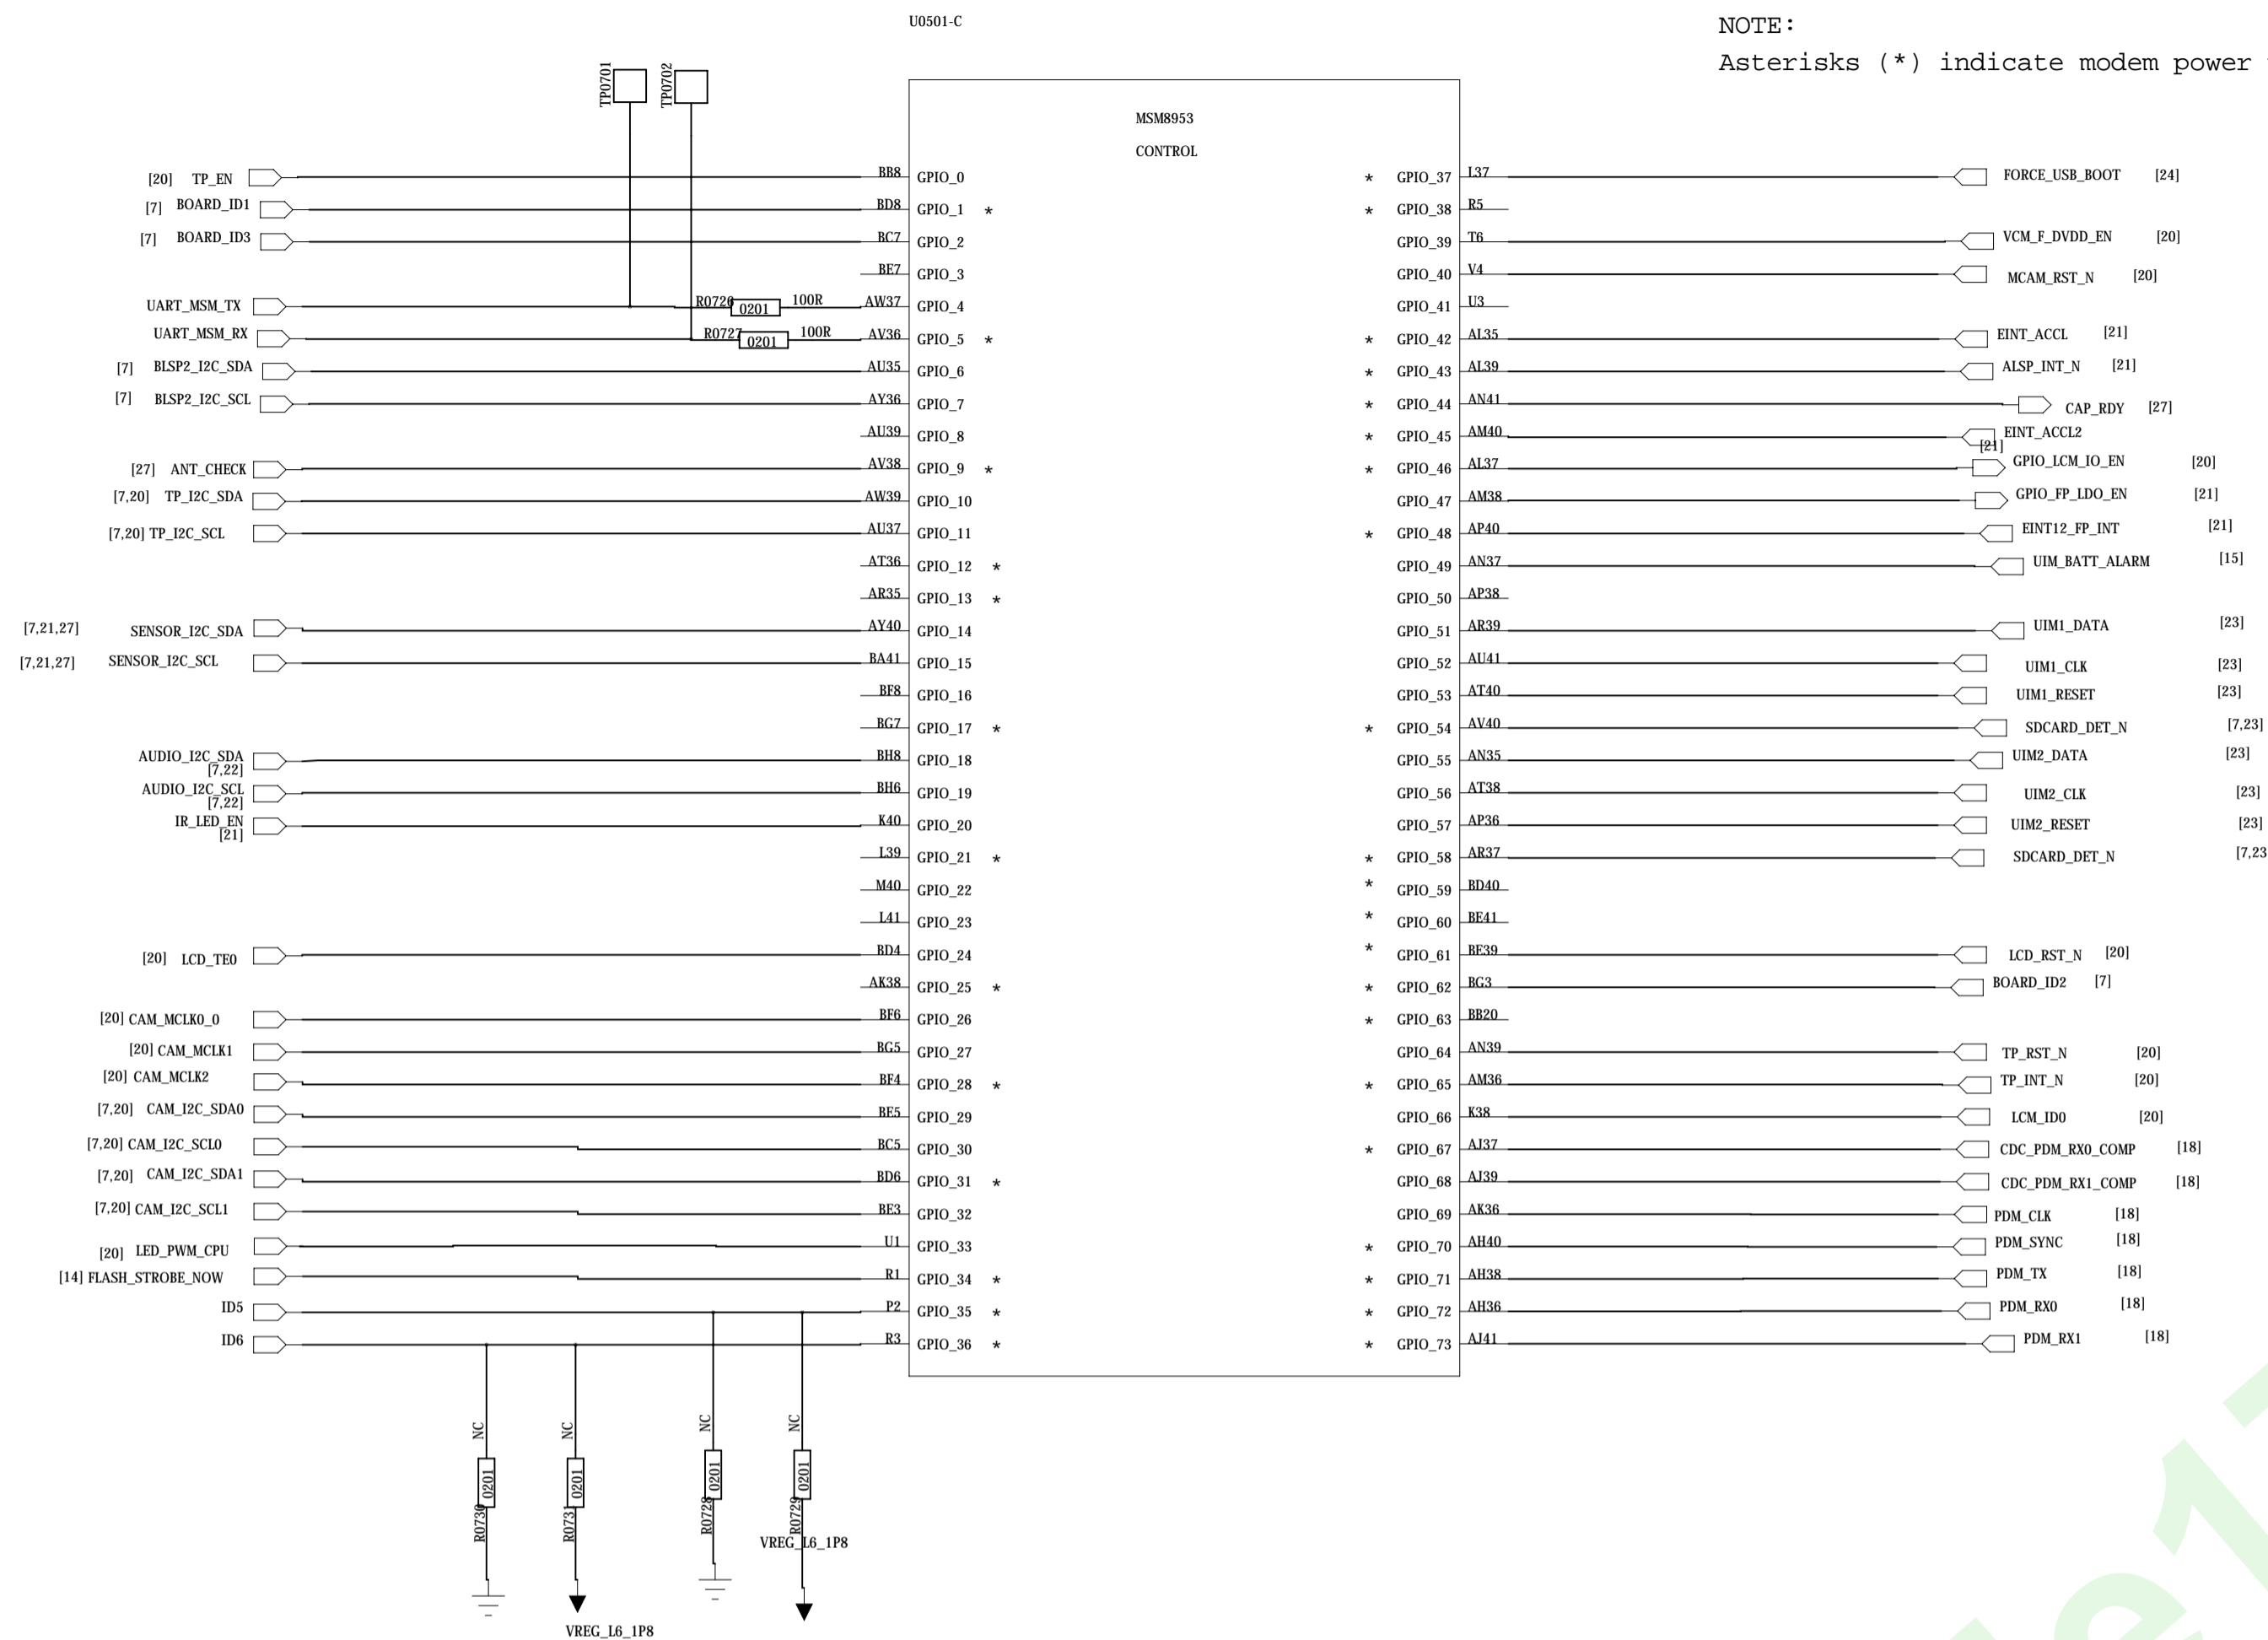 U0501-C
NOTE:
Asterisks (*) indicate modem power
TP0701
TP0702
MSM8953
CONTROL
[20] TP_EN BB8 GPIO_0
[7] BOARD_ID1 BD8 GPIO_1 *
[7] BOARD_ID3 BC7 GPIO_2
BE7 GPIO_3
UART_MSM_TX R0726 0201 100R AW37 GPIO_4
UART_MSM_RX R0727 0201 100R AV36 GPIO_5 *
[7] BLSP2_I2C_SDA AU35 GPIO_6
[7] BLSP2_I2C_SCL AY36 GPIO_7
AU39 GPIO_8
[27] ANT_CHECK AV38 GPIO_9 *
[7,20] TP_I2C_SDA AW39 GPIO_10
[7,20] TP_I2C_SCL AU37 GPIO_11
AT36 GPIO_12 *
AR35 GPIO_13 *
[7,21,27] SENSOR_I2C_SDA AY40 GPIO_14
[7,21,27] SENSOR_I2C_SCL BA41 GPIO_15
BF8 GPIO_16
BG7 GPIO_17 *
AUDIO_I2C_SDA [7,22] BH8 GPIO_18
AUDIO_I2C_SCL [7,22] BH6 GPIO_19
IR_LED_EN [21] K40 GPIO_20
L39 GPIO_21 *
M40 GPIO_22
L41 GPIO_23
[20] LCD_TE0 BD4 GPIO_24
AK38 GPIO_25 *
[20] CAM_MCLK0_0 BF6 GPIO_26
[20] CAM_MCLK1 BG5 GPIO_27
[20] CAM_MCLK2 BF4 GPIO_28 *
[7,20] CAM_I2C_SDA0 BE5 GPIO_29
[7,20] CAM_I2C_SCL0 BC5 GPIO_30
[7,20] CAM_I2C_SDA1 BD6 GPIO_31 *
[7,20] CAM_I2C_SCL1 BE3 GPIO_32
[20] LED_PWM_CPU U1 GPIO_33
[14] FLASH_STROBE_NOW R1 GPIO_34 *
ID5 P2 GPIO_35 *
ID6 R3 GPIO_36 *
* GPIO_37 L37 FORCE_USB_BOOT [24]
* GPIO_38 R5
GPIO_39 T6 VCM_F_DVDD_EN [20]
GPIO_40 V4 MCAM_RST_N [20]
GPIO_41 U3
* GPIO_42 AL35 EINT_ACCL [21]
* GPIO_43 AL39 ALSP_INT_N [21]
* GPIO_44 AN41 CAP_RDY [27]
* GPIO_45 AM40 EINT_ACCL2 [21]
* GPIO_46 AL37 GPIO_LCM_IO_EN [20]
GPIO_47 AM38 GPIO_FP_LDO_EN [21]
* GPIO_48 AP40 EINT12_FP_INT [21]
GPIO_49 AN37 UIM_BATT_ALARM [15]
GPIO_50 AP38
GPIO_51 AR39 UIM1_DATA [23]
GPIO_52 AU41 UIM1_CLK [23]
GPIO_53 AT40 UIM1_RESET [23]
* GPIO_54 AV40 SDCARD_DET_N [7,23]
GPIO_55 AN35 UIM2_DATA [23]
GPIO_56 AT38 UIM2_CLK [23]
GPIO_57 AP36 UIM2_RESET [23]
* GPIO_58 AR37 SDCARD_DET_N [7,23
* GPIO_59 BD40
* GPIO_60 BE41
* GPIO_61 BE39 LCD_RST_N [20]
* GPIO_62 BG3 BOARD_ID2 [7]
* GPIO_63 BB20
GPIO_64 AN39 TP_RST_N [20]
* GPIO_65 AM36 TP_INT_N [20]
GPIO_66 K38 LCM_ID0 [20]
* GPIO_67 AJ37 CDC_PDM_RX0_COMP [18]
GPIO_68 AJ39 CDC_PDM_RX1_COMP [18]
GPIO_69 AK36 PDM_CLK [18]
* GPIO_70 AH40 PDM_SYNC [18]
* GPIO_71 AH38 PDM_TX [18]
* GPIO_72 AH36 PDM_RX0 [18]
* GPIO_73 AJ41 PDM_RX1 [18]
NC 0201 R0730
NC 0201 R0731
NC 0201 R0728
NC 0201 R0729
VREG_L6_1P8
VREG_L6_1P8